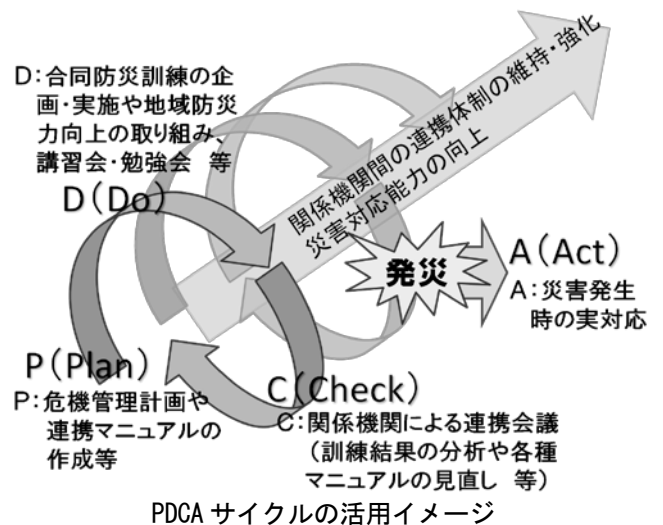 D:合同防災訓練の企
画・実施や地域防災
力向上の取り組み、
講習会・勉強会 等
D(Do)
関係機関間の連携体制の維持・強化
災害対応能力の向上
発災
A(Act)
A:災害発生
時の実対応
P(Plan)
P:危機管理計画や
連携マニュアルの
作成等
C(Check)
C:関係機関による連携会議
(訓練結果の分析や各種
マニュアルの見直し 等)
PDCA サイクルの活用イメージ